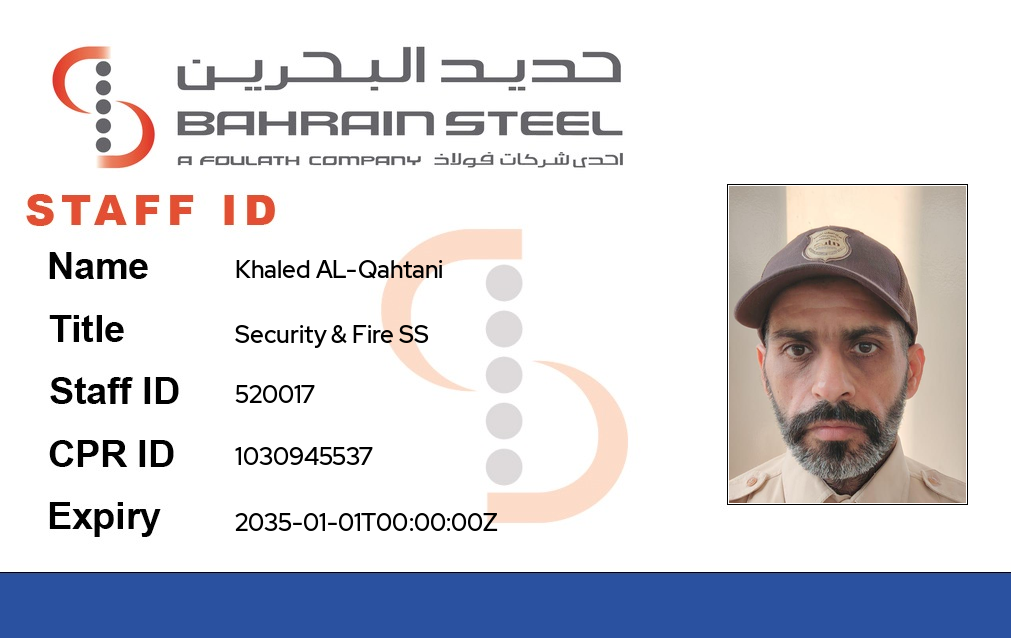 حديد البحرين
BAHRAIN STEEL
A FOULATH COMPANY احدى شركات فولاذ
STAFF ID
Name Khaled AL-Qahtani
Title Security & Fire SS
Staff ID 520017
CPR ID 1030945537
Expiry 2035-01-01T00:00:00Z